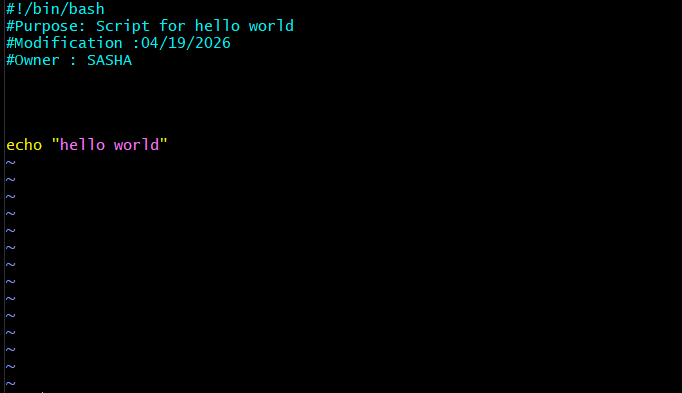 #!/bin/bash
#Purpose: Script for hello world
#Modification :04/19/2026
#Owner : SASHA
echo "hello world"
~
~
~
~
~
~
~
~
~
~
~
~
~
~